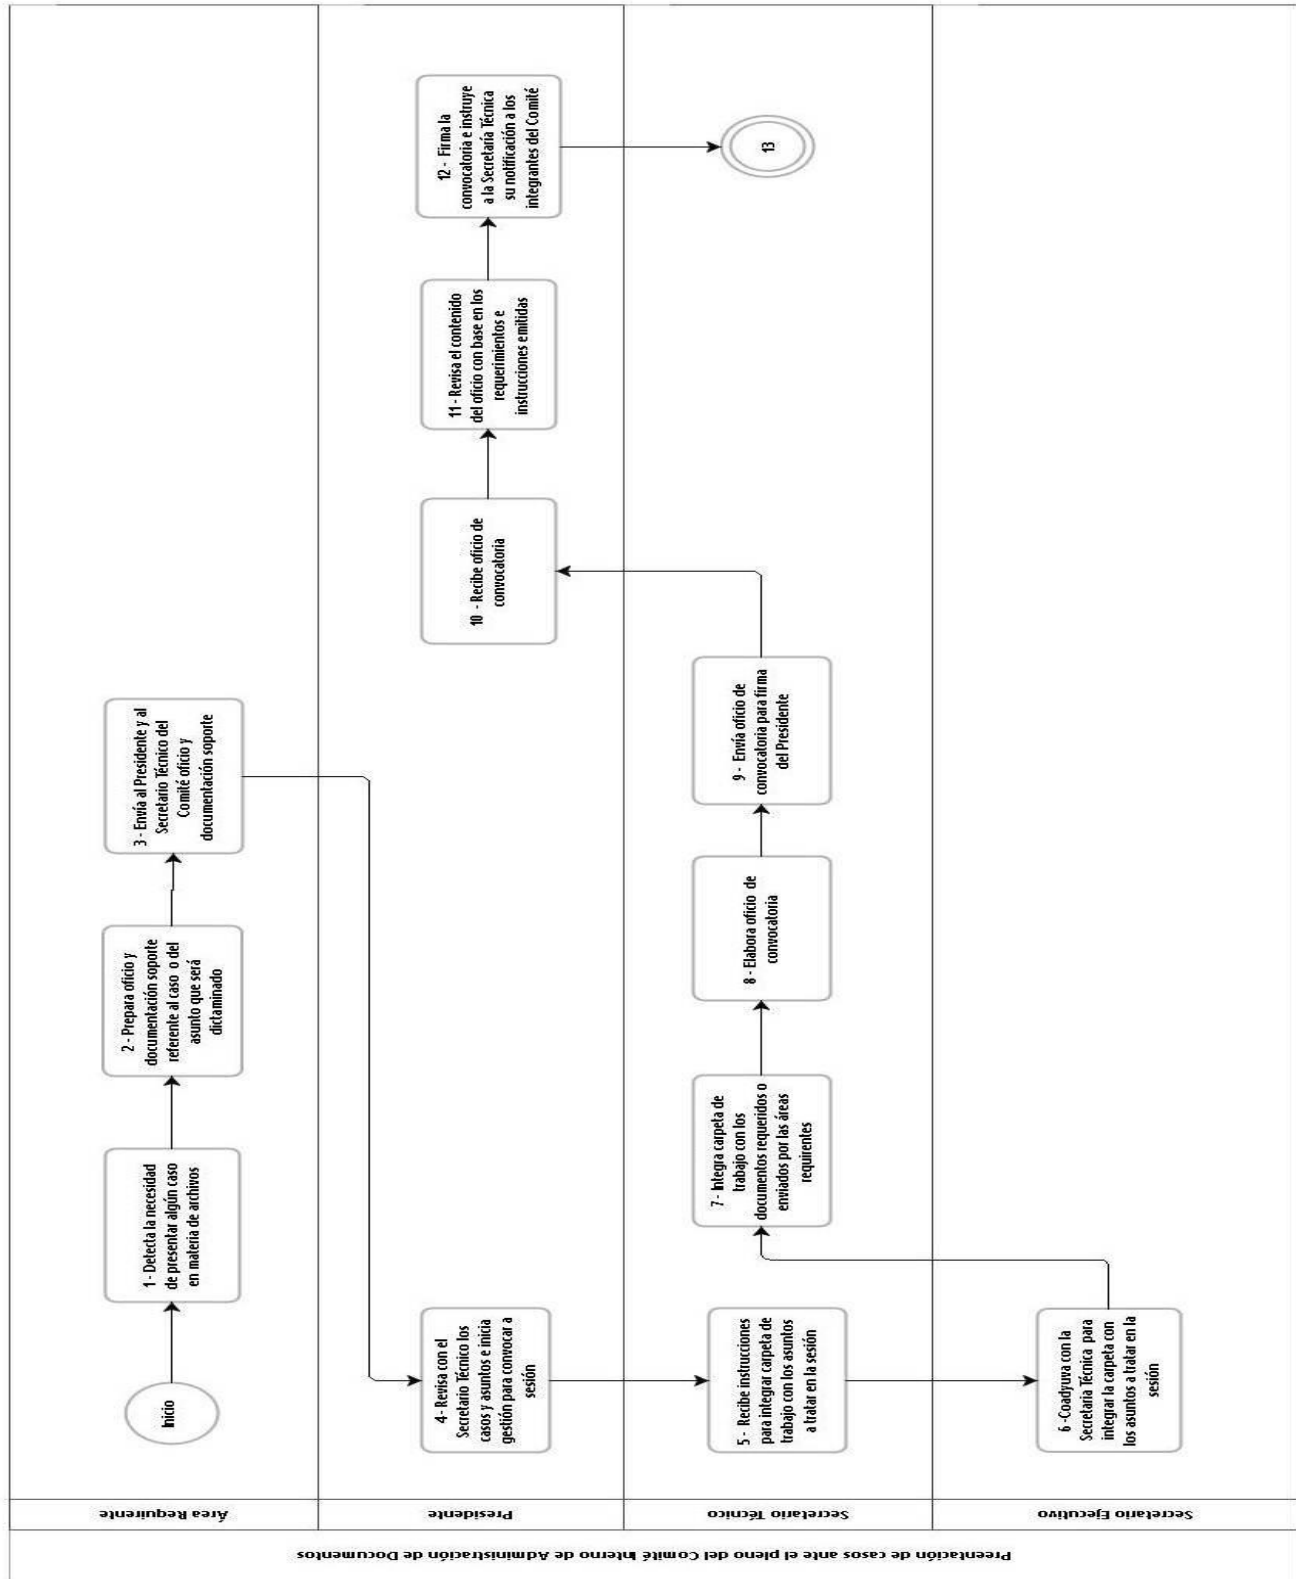 Preentación de casos ante el pleno del Comité Interno de Administración de Documentos
Área Requirente
Inicio
1 - Detecta la necesidad
de presentar algún caso
en materia de archivos
2 - Prepara oficio y
documentación soporte
referente al caso o del
asunto que será
dictaminado
3 - Envía al Presidente y al
Secretario Técnico del
Comité oficio y
documentación soporte
Presidente
4 - Revisa con el
Secretario Técnico los
casos y asuntos e inicia
gestión para convocar a
sesión
10 - Recibe oficio de
convocatoria
11 - Revisa el contenido
del oficio con base en los
requerimientos e
instrucciones emitidas
12 - Firma la
convocatoria e instruye
a la Secretaría Técnica
su notificación a los
integrantes del Comité
Secretario Técnico
5 - Recibe instrucciones
para integrar carpeta de
trabajo con los asuntos
a tratar en la sesión
7 - Integra carpeta de
trabajo con los
documentos requeridos o
enviados por las áreas
requirentes
8 - Elabora oficio de
convocatoria
9 - Envía oficio de
convocatoria para firma
del Presidente
13
Secretario Ejecutivo
6 -Coadyuva con la
Secretaria Técnica para
integrar la carpeta con
los asuntos a tratar en la
sesión